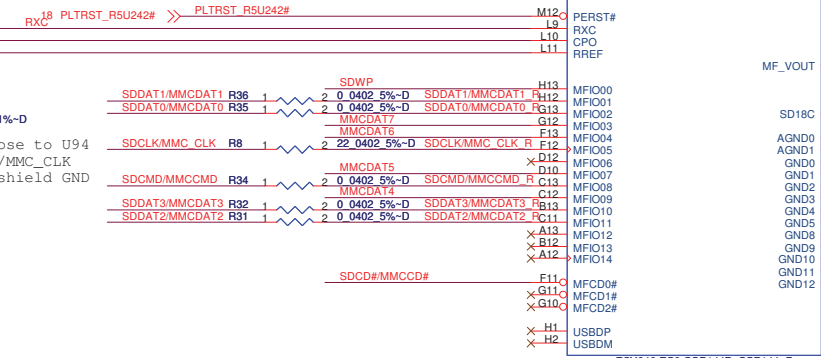 18 PLTRST_R5U242# PLTRST_R5U242# M12 PERST#
RXC L9 RXC
L10 CPO
L11 RREF
MF_VOUT
SDWP H13 MFIO00
SDDAT1/MMCDAT1 R36 1 2 0_0402_5%~D SDDAT1/MMCDAT1_R H12 MFIO01
SDDAT0/MMCDAT0 R35 1 2 0_0402_5%~D SDDAT0/MMCDAT0_R G13 MFIO02 SD18C
1%~D MMCDAT7 G12 MFIO03
MMCDAT6 F13 MFIO04 AGND0
ose to U94 SDCLK/MMC_CLK R8 1 2 22_0402_5%~D SDCLK/MMC_CLK_R F12 MFIO05 AGND1
/MMC_CLK D12 MFIO06 GND0
shield GND MMCDAT5 D10 MFIO07 GND1
SDCMD/MMCCMD R34 1 2 0_0402_5%~D SDCMD/MMCCMD_R C13 MFIO08 GND2
MMCDAT4 C12 MFIO09 GND3
SDDAT3/MMCDAT3 R32 1 2 0_0402_5%~D SDDAT3/MMCDAT3_R B13 MFIO10 GND4
SDDAT2/MMCDAT2 R31 1 2 0_0402_5%~D SDDAT2/MMCDAT2_R C11 MFIO11 GND5
A13 MFIO12 GND8
B12 MFIO13 GND9
A12 MFIO14 GND10
GND11
SDCD#/MMCCD# F11 MFCD0# GND12
G11 MFCD1#
G10 MFCD2#
H1 USBDP
H2 USBDM